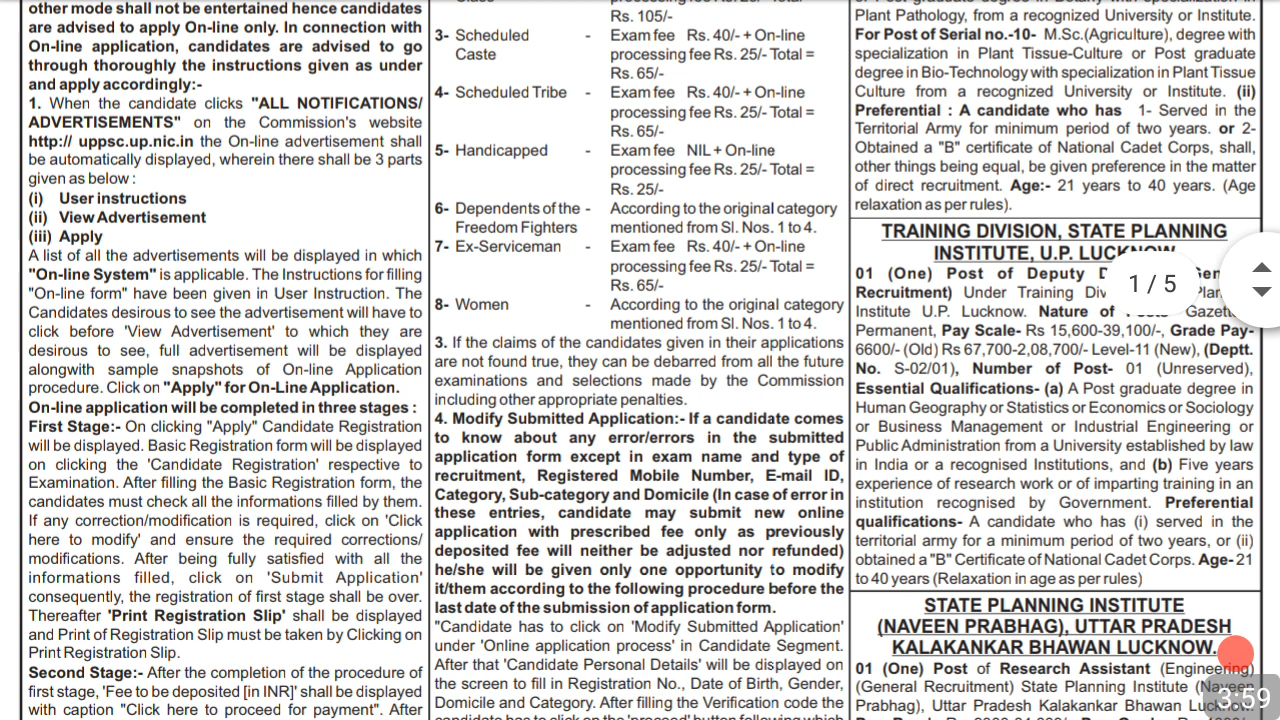 other mode shall not be entertained hence candidates
are advised to apply On-line only. In connection with
On-line application, candidates are advised to go
through thoroughly the instructions given as under
and apply accordingly:-
1. When the candidate clicks "ALL NOTIFICATIONS/
ADVERTISEMENTS" on the Commission's website
http:// uppsc.up.nic.in the On-line advertisement shall
be automatically displayed, wherein there shall be 3 parts
given as below :
(i) User instructions
(ii) View Advertisement
(iii) Apply
A list of all the advertisements will be displayed in which
"On-line System" is applicable. The Instructions for filling
"On-line form" have been given in User Instruction. The
Candidates desirous to see the advertisement will have to
click before 'View Advertisement' to which they are
desirous to see, full advertisement will be displayed
alongwith sample snapshots of On-line Application
procedure. Click on "Apply" for On-Line Application.
On-line application will be completed in three stages :
First Stage:- On clicking "Apply" Candidate Registration
will be displayed. Basic Registration form will be displayed
on clicking the 'Candidate Registration' respective to
Examination. After filling the Basic Registration form, the
candidates must check all the informations filled by them.
If any correction/modification is required, click on 'Click
here to modify' and ensure the required corrections/
modifications. After being fully satisfied with all the
informations filled, click on 'Submit Application'
consequently, the registration of first stage shall be over.
Thereafter 'Print Registration Slip' shall be displayed
and Print of Registration Slip must be taken by Clicking on
Print Registration Slip.
Second Stage:- After the completion of the procedure of
first stage, 'Fee to be deposited [in INR]' shall be displayed
with caption "Click here to proceed for payment". After
Rs. 105/-
3- Scheduled - Exam fee Rs. 40/- + On-line
Caste processing fee Rs. 25/- Total =
Rs. 65/-
4- Scheduled Tribe - Exam fee Rs. 40/- + On-line
processing fee Rs. 25/- Total =
Rs. 65/-
5- Handicapped - Exam fee NIL + On-line
processing fee Rs. 25/- Total =
Rs. 25/-
6- Dependents of the - According to the original category
Freedom Fighters mentioned from Sl. Nos. 1 to 4.
7- Ex-Serviceman - Exam fee Rs. 40/- + On-line
processing fee Rs. 25/- Total =
Rs. 65/-
8- Women - According to the original category
mentioned from Sl. Nos. 1 to 4.
3. If the claims of the candidates given in their applications
are not found true, they can be debarred from all the future
examinations and selections made by the Commission
including other appropriate penalties.
4. Modify Submitted Application:- If a candidate comes
to know about any error/errors in the submitted
application form except in exam name and type of
recruitment, Registered Mobile Number, E-mail ID,
Category, Sub-category and Domicile (In case of error in
these entries, candidate may submit new online
application with prescribed fee only as previously
deposited fee will neither be adjusted nor refunded)
he/she will be given only one opportunity to modify
it/them according to the following procedure before the
last date of the submission of application form.
"Candidate has to click on 'Modify Submitted Application'
under 'Online application process' in Candidate Segment.
After that 'Candidate Personal Details' will be displayed on
the screen to fill in Registration No., Date of Birth, Gender,
Domicile and Category. After filling the Verification code the
candidate has to click on the 'proceed' button following which
Plant Pathology, from a recognized University or Institute.
For Post of Serial no.-10- M.Sc.(Agriculture), degree with
specialization in Plant Tissue-Culture or Post graduate
degree in Bio-Technology with specialization in Plant Tissue
Culture from a recognized University or Institute. (ii)
Preferential : A candidate who has 1- Served in the
Territorial Army for minimum period of two years. or 2-
Obtained a "B" certificate of National Cadet Corps, shall,
other things being equal, be given preference in the matter
of direct recruitment. Age:- 21 years to 40 years. (Age
relaxation as per rules).
TRAINING DIVISION, STATE PLANNING
INSTITUTE, U.P. LUCKNOW
01 (One) Post of Deputy
Recruitment) Under Training
Institute U.P. Lucknow. Nature of
Permanent, Pay Scale- Rs 15,600-39,100/-, Grade Pay-
6600/- (Old) Rs 67,700-2,08,700/- Level-11 (New), (Deptt.
No. S-02/01), Number of Post- 01 (Unreserved),
Essential Qualifications- (a) A Post graduate degree in
Human Geography or Statistics or Economics or Sociology
or Business Management or Industrial Engineering or
Public Administration from a University established by law
in India or a recognised Institutions, and (b) Five years
experience of research work or of imparting training in an
institution recognised by Government. Preferential
qualifications- A candidate who has (i) served in the
territorial army for a minimum period of two years, or (ii)
obtained a "B" Certificate of National Cadet Corps. Age- 21
to 40 years (Relaxation in age as per rules)
STATE PLANNING INSTITUTE
(NAVEEN PRABHAG), UTTAR PRADESH
KALAKANKAR BHAWAN LUCKNOW.
01 (One) Post of Research Assistant (Engineering)
(General Recruitment) State Planning Institute (Naveen
Prabhag), Uttar Pradesh Kalakankar Bhawan
1 / 5
3:59